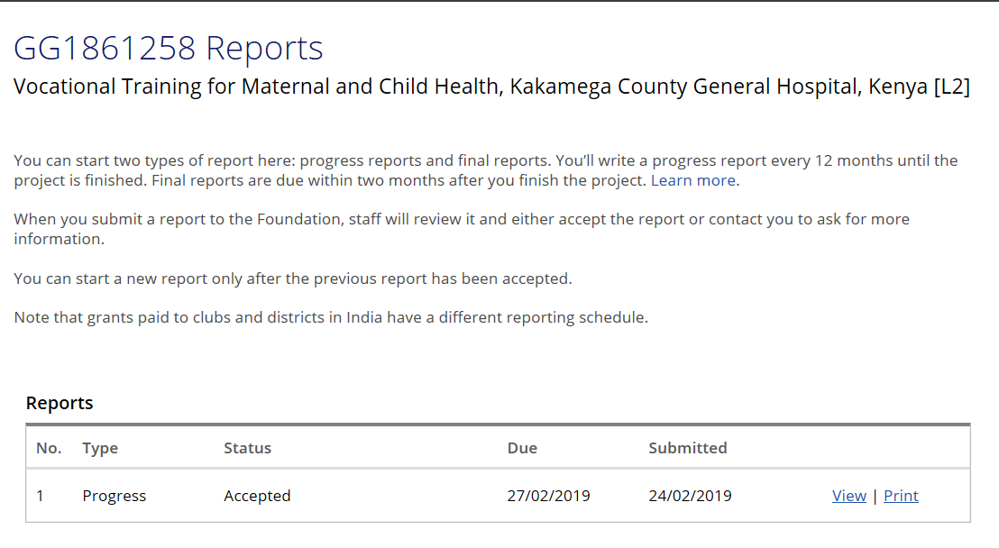 GG1861258 Reports
Vocational Training for Maternal and Child Health, Kakamega County General Hospital, Kenya [L2]
You can start two types of report here: progress reports and final reports. You’ll write a progress report every 12 months until the
project is finished. Final reports are due within two months after you finish the project. Learn more.
When you submit a report to the Foundation, staff will review it and either accept the report or contact you to ask for more
information.
You can start a new report only after the previous report has been accepted.
Note that grants paid to clubs and districts in India have a different reporting schedule.
Reports
No. Type Status Due Submitted
1 Progress Accepted 27/02/2019 24/02/2019 View | Print